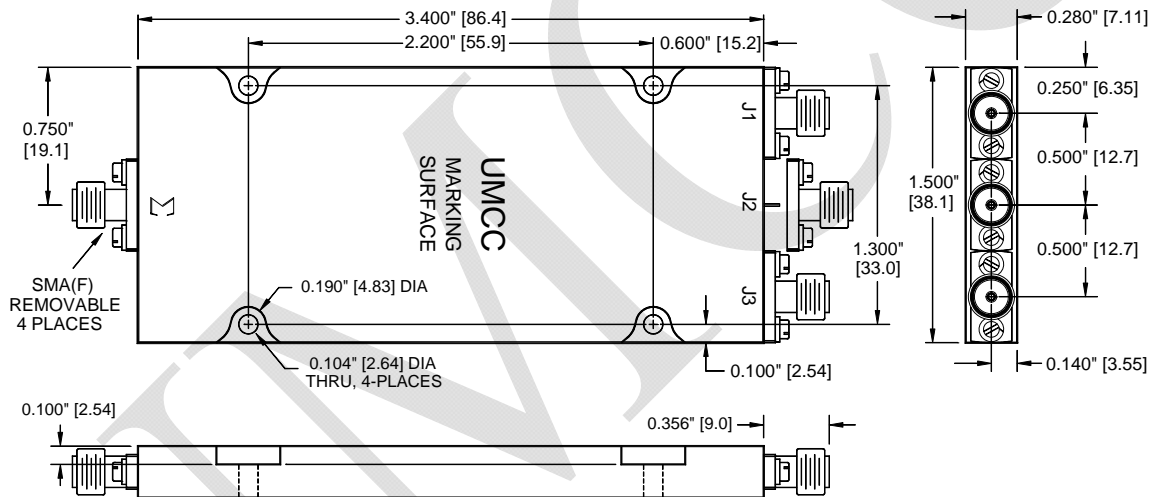 3.400" [86.4]
2.200" [55.9]
0.600" [15.2]
0.280" [7.11]
0.750"
[19.1]
J1
0.250" [6.35]
0.500" [12.7]
UMCC
MARKING
SURFACE
J2
1.500"
[38.1]
Σ
1.300"
[33.0]
0.500" [12.7]
SMA(F)
REMOVABLE
4 PLACES
0.190" [4.83] DIA
J3
0.104" [2.64] DIA
THRU, 4-PLACES
0.100" [2.54]
0.140" [3.55]
0.100" [2.54]
0.356" [9.0]